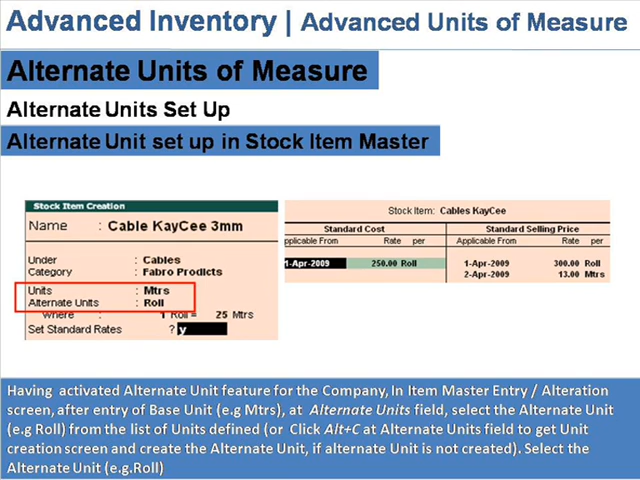 Advanced Inventory | Advanced Units of Measure
Alternate Units of Measure
Alternate Units Set Up
Alternate Unit set up in Stock Item Master
Stock Item Creation
Name : Cable KayCee 3mm
Under : Cables
Category : Fabro Prodicts
Units : Mtrs
Alternate Units : Roll
where : 1 Roll = 25 Mtrs
Set Standard Rates ? y
Stock Item: Cables KayCee
Standard Cost Standard Selling Price
pplicable From Rate per Applicable From Rate per
1-Apr-2009 250.00 Roll 1-Apr-2009 300.00 Roll
2-Apr-2009 13.00 Mtrs
Having activated Alternate Unit feature for the Company, In Item Master Entry / Alteration
screen, after entry of Base Unit (e.g Mtrs), at Alternate Units field, select the Alternate Unit
(e.g Roll) from the list of Units defined (or Click Alt+C at Alternate Units field to get Unit
creation screen and create the Alternate Unit, if alternate Unit is not created). Select the
Alternate Unit (e.g.Roll)